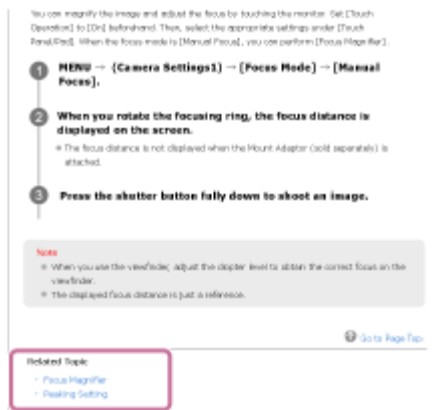 You can magnify the image and adjust the focus by touching the monitor. Set [Touch
Operation] to [On] beforehand. Then, select the appropriate settings under [Touch
Panel/Pad]. When the focus mode is [Manual Focus], you can perform [Focus Magnifier].
1 MENU → (Camera Settings1) → [Focus Mode] → [Manual
Focus].
2 When you rotate the focusing ring, the focus distance is
displayed on the screen.
The focus distance is not displayed when the Mount Adaptor (sold separately) is
attached.
3 Press the shutter button fully down to shoot an image.
Note
When you use the viewfinder, adjust the diopter level to obtain the correct focus on the
viewfinder.
The displayed focus distance is just a reference.
Go to Page Top
Related Topic
Focus Magnifier
Peaking Setting